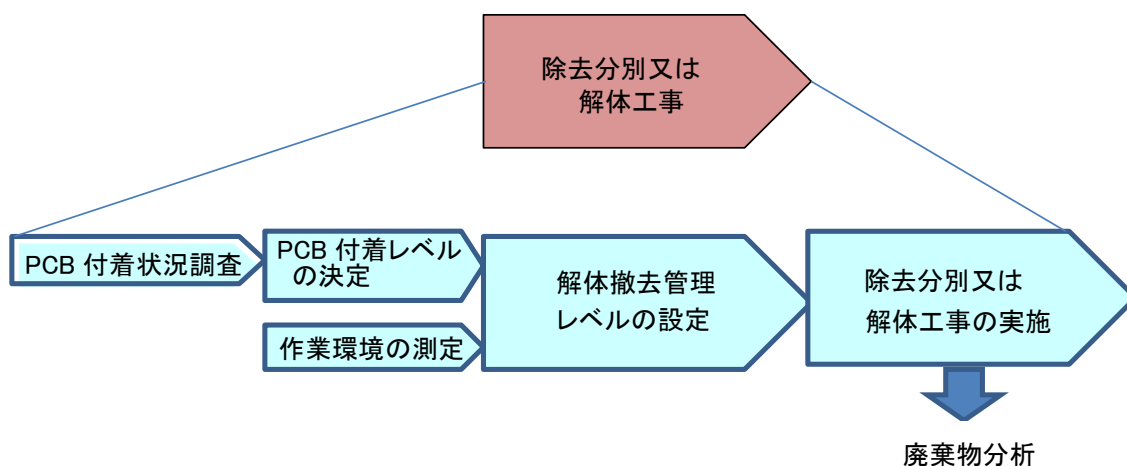 除去分別又は
解体工事
PCB 付着状況調査
PCB 付着レベル
の決定
作業環境の測定
解体撤去管理
レベルの設定
除去分別又は
解体工事の実施
廃棄物分析